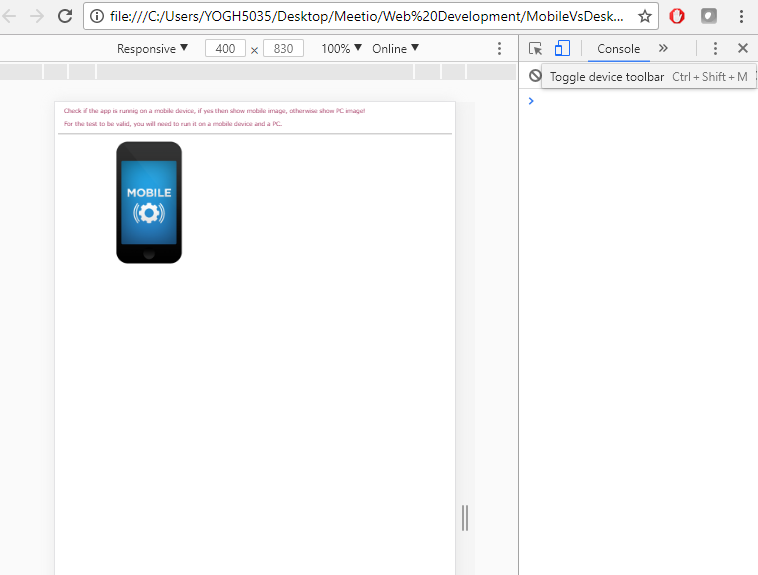 file:///C:/Users/YOGH5035/Desktop/Meetio/Web%20Development/MobileVsDesk...
Responsive ▼ 400 × 830 100% ▼ Online ▼
Console »
Toggle device toolbar Ctrl + Shift + M
Check if the app is runnig on a mobile device, if yes then show mobile image, otherwise show PC image!
For the test to be valid, you will need to run it on a mobile device and a PC.
MOBILE